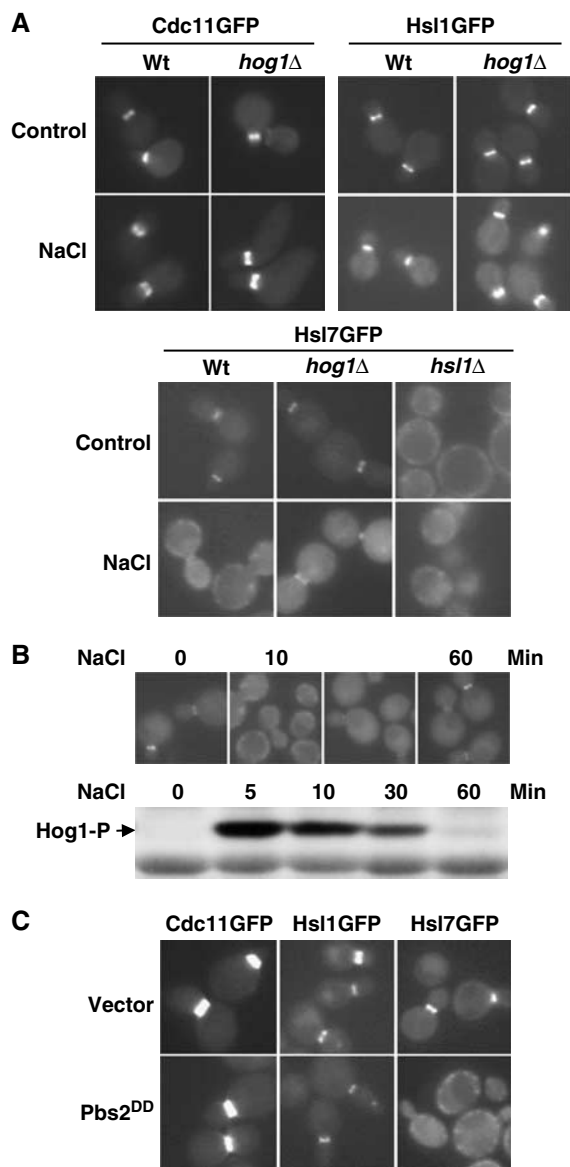 A
Cdc11GFP Hsl1GFP
Wt hog1Δ Wt hog1Δ
Control
NaCl
Hsl7GFP
Wt hog1Δ hsl1Δ
Control
NaCl
B
NaCl 0 10 60 Min
NaCl 0 5 10 30 60 Min
Hog1-P
C
Cdc11GFP Hsl1GFP Hsl7GFP
Vector
Pbs2ᴰᴰ